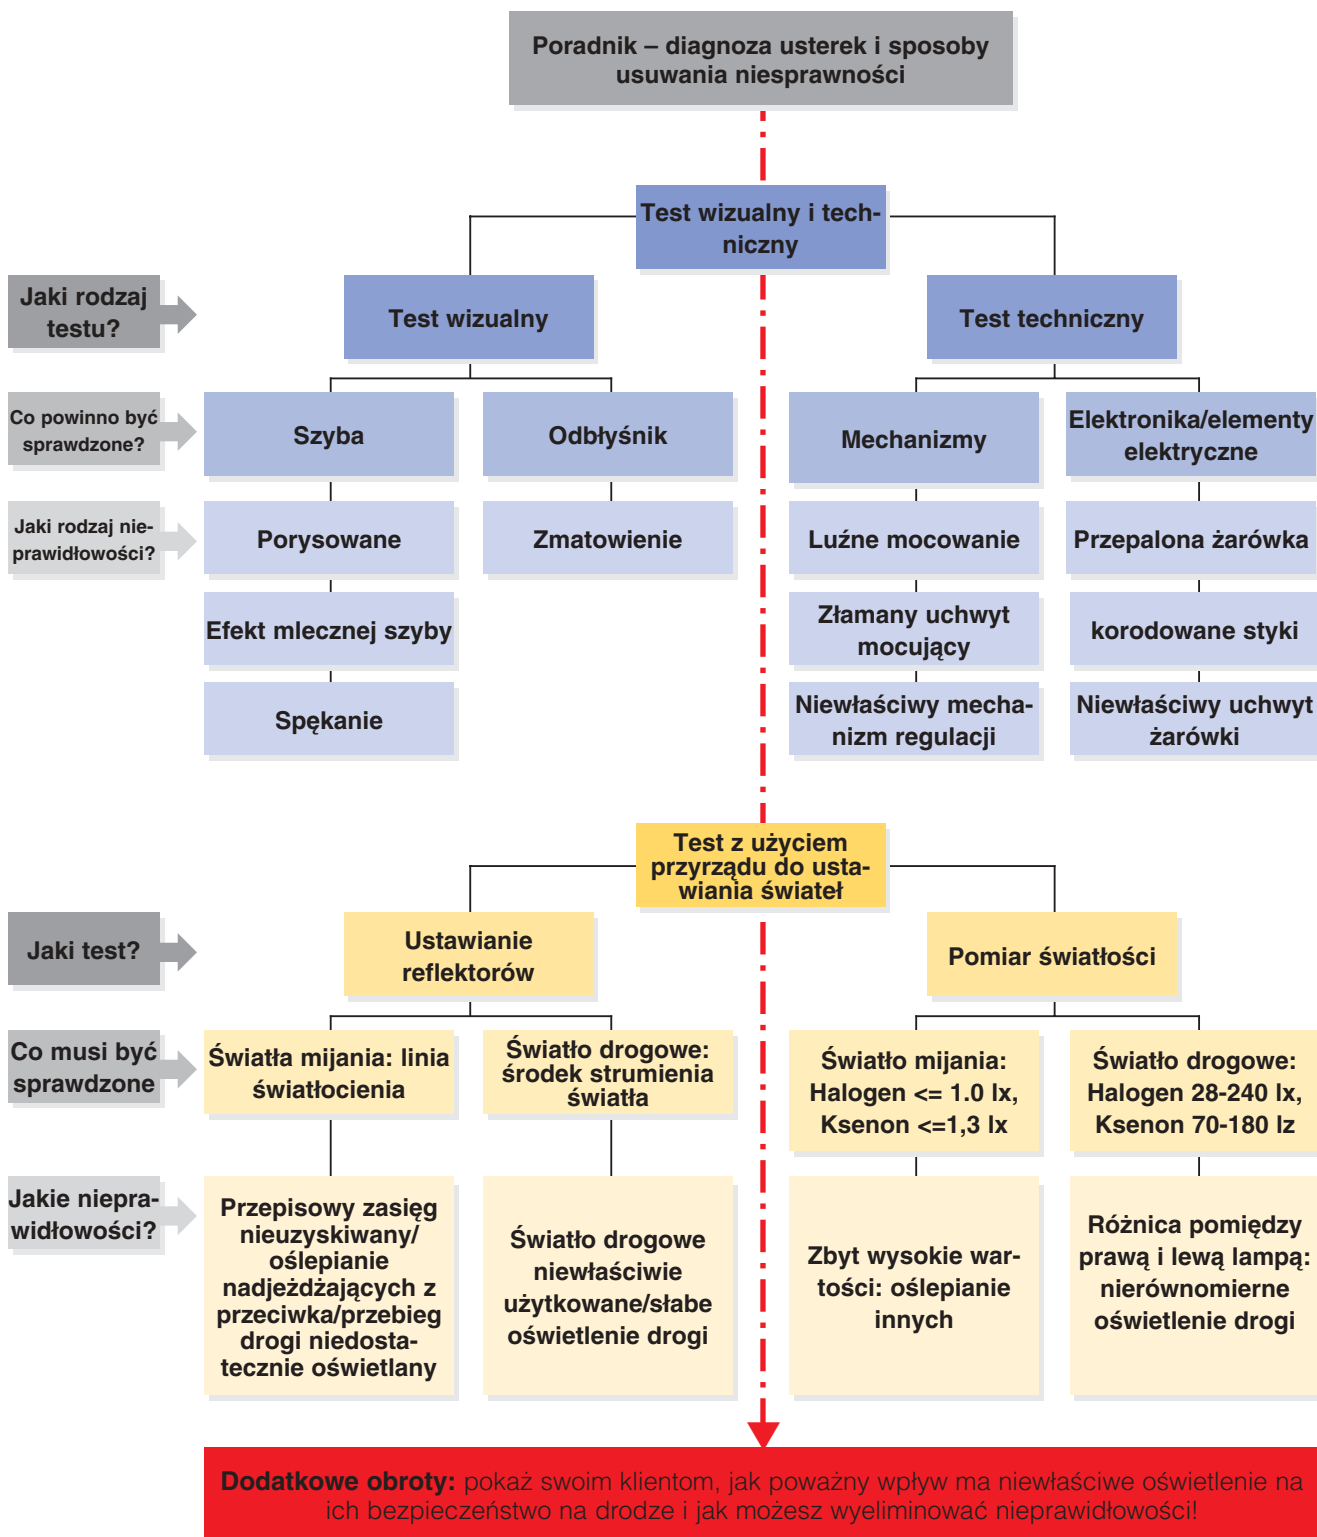 Poradnik – diagnoza usterek i sposoby
usuwania niesprawności
Test wizualny i tech-
niczny
Jaki rodzaj
testu?
Test wizualny
Test techniczny
Co powinno być
sprawdzone?
Szyba
Odbłyśnik
Mechanizmy
Elektronika/elementy
elektryczne
Jaki rodzaj nie-
prawidłowości?
Porysowane
Zmatowienie
Luźne mocowanie
Przepalona żarówka
Efekt mlecznej szyby
Złamany uchwyt
mocujący
korodowane styki
Spękanie
Niewłaściwy mecha-
nizm regulacji
Niewłaściwy uchwyt
żarówki
Test z użyciem
przyrządu do usta-
wiania świateł
Jaki test?
Ustawianie
reflektorów
Pomiar światłości
Co musi być
sprawdzone
Światła mijania: linia
światłocienia
Światło drogowe:
środek strumienia
światła
Światło mijania:
Halogen <= 1.0 lx,
Ksenon <=1,3 lx
Światło drogowe:
Halogen 28-240 lx,
Ksenon 70-180 lz
Jakie niepra-
widłowości?
Przepisowy zasięg
nieuzyskiwany/
oślepianie
nadjeżdżających z
przeciwka/przebieg
drogi niedosta-
tecznie oświetlany
Światło drogowe
niewłaściwie
użytkowane/słabe
oświetlenie drogi
Zbyt wysokie war-
tości: oślepianie
innych
Różnica pomiędzy
prawą i lewą lampą:
nierównomierne
oświetlenie drogi
Dodatkowe obroty: pokaż swoim klientom, jak poważny wpływ ma niewłaściwe oświetlenie na
ich bezpieczeństwo na drodze i jak możesz wyeliminować nieprawidłowości!